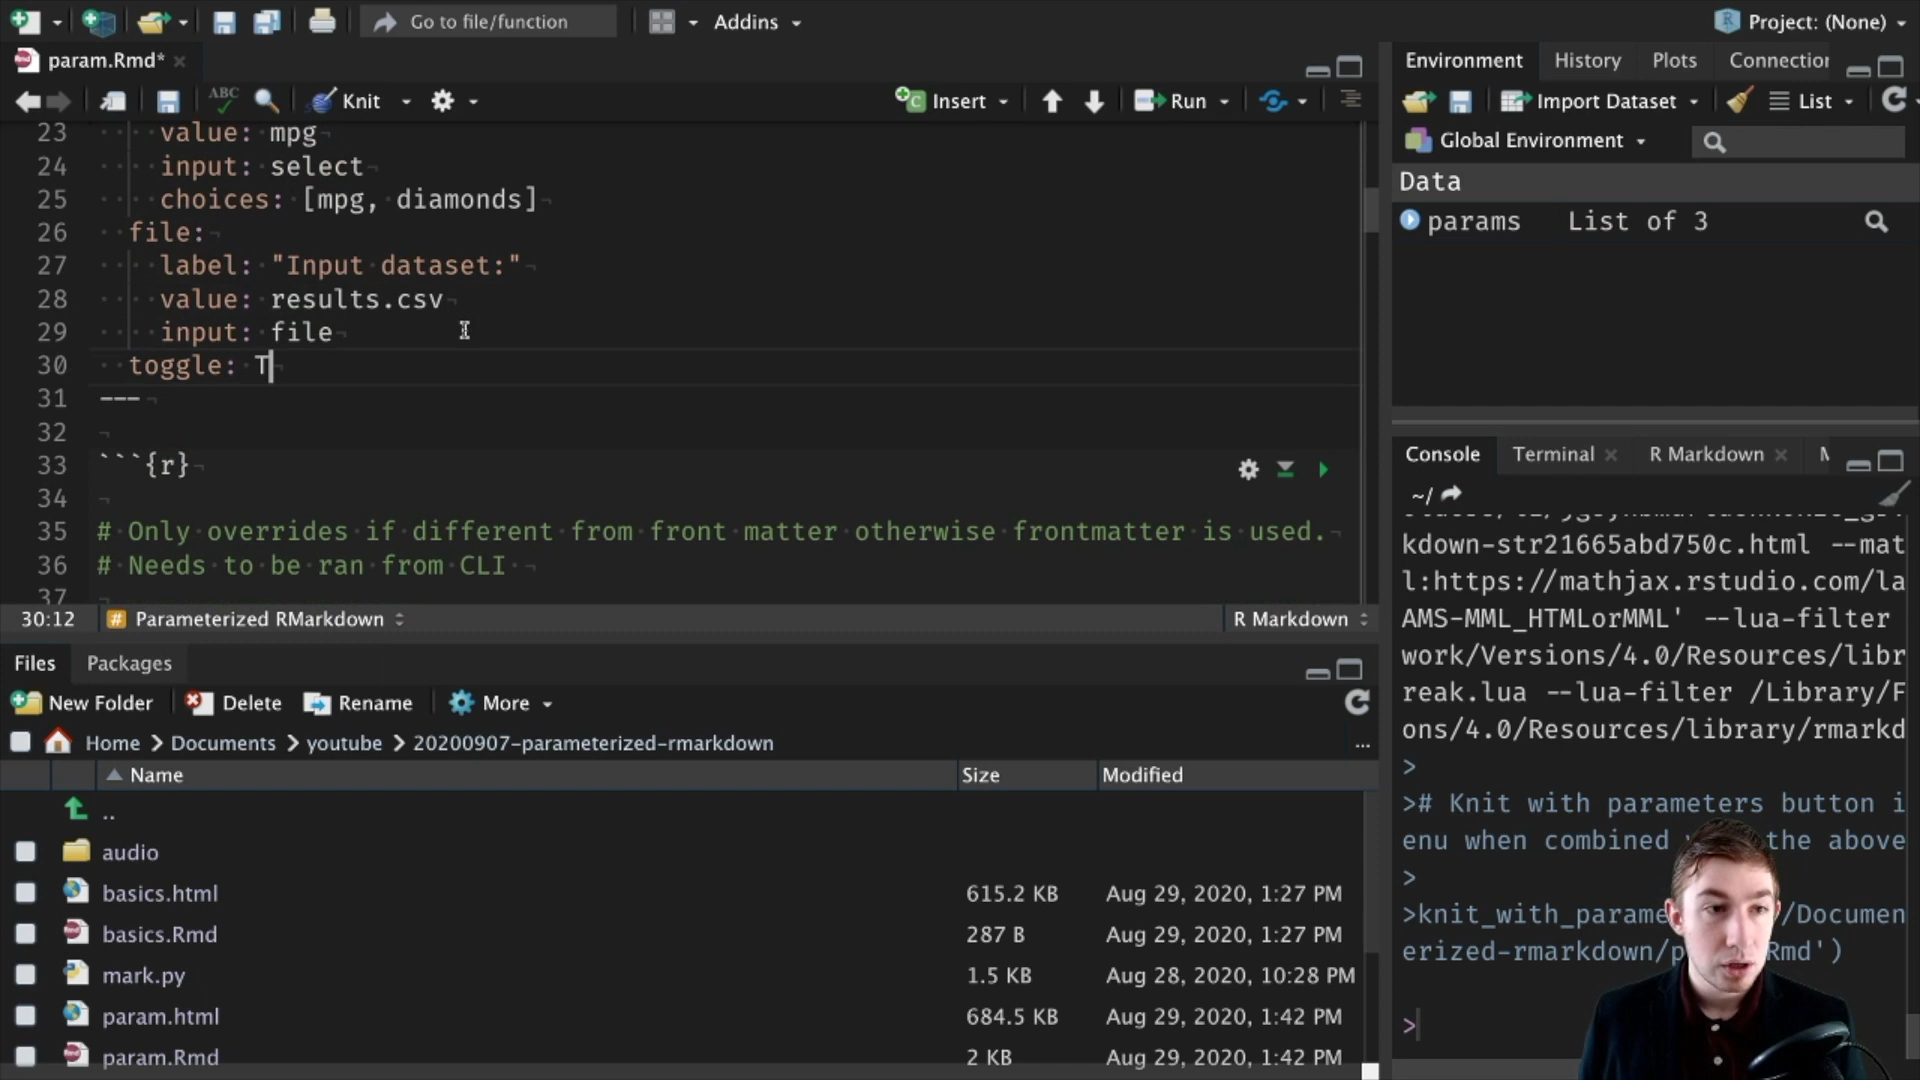 Go to file/function
Addins
Project: (None)
param.Rmd*
ABC
Knit
Insert
Run
23 value: mpg
24 input: select
25 choices: [mpg, diamonds]
26 file:
27 label: "Input dataset:"
28 value: results.csv
29 input: file
30 toggle: T
31 ---
32
33 ```{r}
34
35 # Only overrides if different from front matter otherwise frontmatter is used.
36 # Needs to be ran from CLI
37
30:12 # Parameterized RMarkdown
R Markdown
Files Packages
New Folder Delete Rename More
Home Documents youtube 20200907-parameterized-rmarkdown ...
Name Size Modified
..
audio
basics.html 615.2 KB Aug 29, 2020, 1:27 PM
basics.Rmd 287 B Aug 29, 2020, 1:27 PM
mark.py 1.5 KB Aug 28, 2020, 10:28 PM
param.html 684.5 KB Aug 29, 2020, 1:42 PM
param.Rmd 2 KB Aug 29, 2020, 1:42 PM
Environment History Plots Connection
Import Dataset List
Global Environment
Data
params List of 3
Console Terminal R Markdown
~/
kdown-str21665abd750c.html --mat
l:https://mathjax.rstudio.com/la
AMS-MML_HTMLorMML' --lua-filter
work/Versions/4.0/Resources/libr
reak.lua --lua-filter /Library/F
ons/4.0/Resources/library/rmarkd
>
># Knit with parameters button i
enu when combined the above
>
>knit_with_parame /Documen
erized-rmarkdown/p Rmd')
>